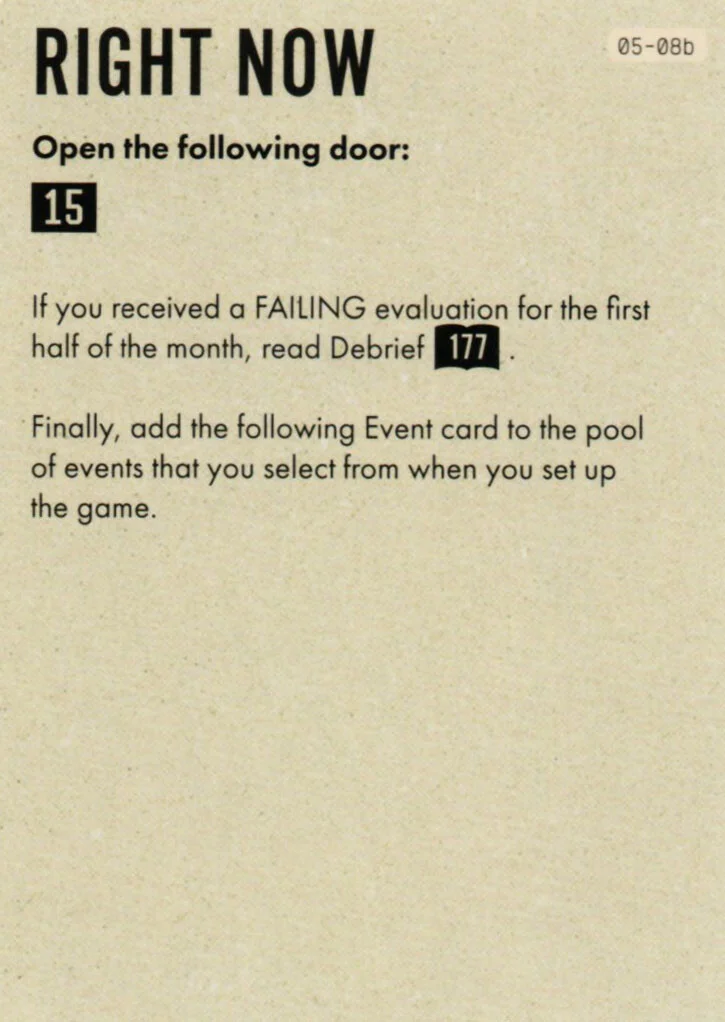 RIGHT NOW
05-08b
Open the following door:
15
If you received a FAILING evaluation for the first
half of the month, read Debrief 177 .
Finally, add the following Event card to the pool
of events that you select from when you set up
the game.